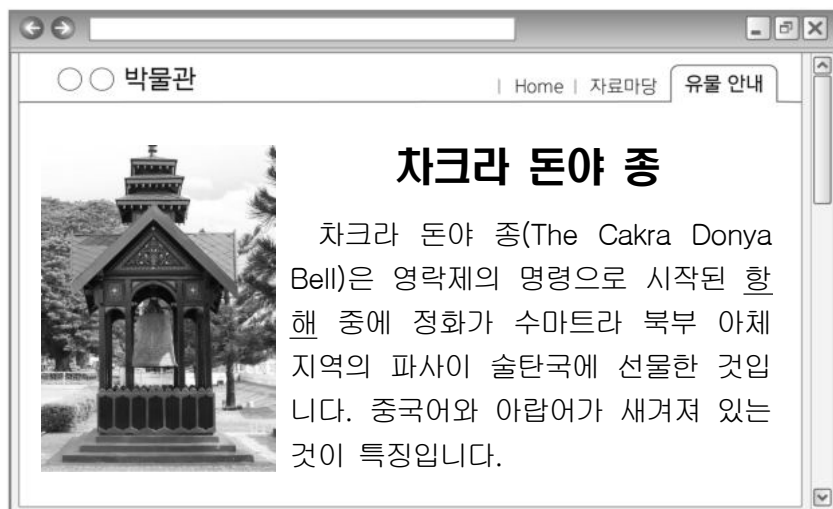 ○○ 박물관
| Home | 자료마당 유물 안내
차크라 돈야 종
차크라 돈야 종(The Cakra Donya
Bell)은 영락제의 명령으로 시작된 항
해 중에 정화가 수마트라 북부 아체
지역의 파사이 술탄국에 선물한 것입
니다. 중국어와 아랍어가 새겨져 있는
것이 특징입니다.